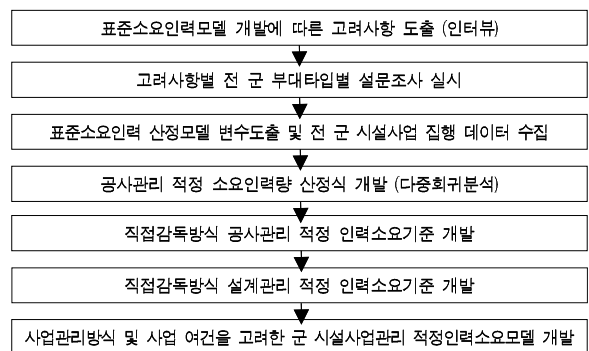 표준소요인력모델 개발에 따른 고려사항 도출 (인터뷰)
고려사항별 전 군 부대타입별 설문조사 실시
표준소요인력 산정모델 변수도출 및 전 군 시설사업 집행 데이터 수집
공사관리 적정 소요인력량 산정식 개발 (다중회귀분석)
직접감독방식 공사관리 적정 인력소요기준 개발
직접감독방식 설계관리 적정 인력소요기준 개발
사업관리방식 및 사업 여건을 고려한 군 시설사업관리 적정인력소요모델 개발